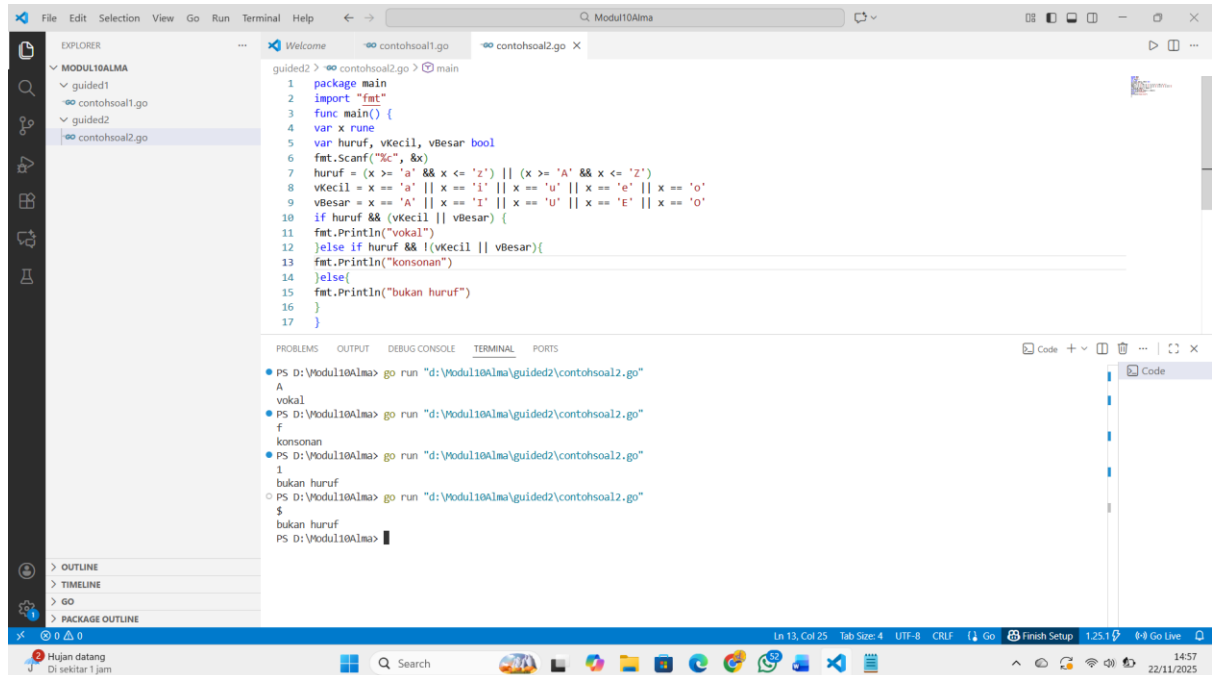 File Edit Selection View Go Run Terminal Help
Modul10Alma
EXPLORER
MODUL10ALMA
guided1
contohsoal1.go
guided2
contohsoal2.go
OUTLINE
TIMELINE
GO
PACKAGE OUTLINE
Welcome contohsoal1.go contohsoal2.go
guided2 > contohsoal2.go > main
1 package main
2 import "fmt"
3 func main() {
4 var x rune
5 var huruf, vKecil, vBesar bool
6 fmt.Scanf("%c", &x)
7 huruf = (x >= 'a' && x <= 'z') || (x >= 'A' && x <= 'Z')
8 vKecil = x == 'a' || x == 'i' || x == 'u' || x == 'e' || x == 'o'
9 vBesar = x == 'A' || x == 'I' || x == 'U' || x == 'E' || x == 'O'
10 if huruf && (vKecil || vBesar) {
11 fmt.Println("vokal")
12 }else if huruf && !(vKecil || vBesar){
13 fmt.Println("konsonan")
14 }else{
15 fmt.Println("bukan huruf")
16 }
17 }
PROBLEMS OUTPUT DEBUG CONSOLE TERMINAL PORTS
Code
Code
PS D:\Modul10Alma> go run "d:\Modul10Alma\guided2\contohsoal2.go"
A
vokal
PS D:\Modul10Alma> go run "d:\Modul10Alma\guided2\contohsoal2.go"
f
konsonan
PS D:\Modul10Alma> go run "d:\Modul10Alma\guided2\contohsoal2.go"
1
bukan huruf
PS D:\Modul10Alma> go run "d:\Modul10Alma\guided2\contohsoal2.go"
$
bukan huruf
PS D:\Modul10Alma>
0 0 Ln 13, Col 25 Tab Size: 4 UTF-8 CRLF Go Finish Setup 1.25.1 Go Live
Hujan datang
Di sekitar 1 jam
Search
14:57
22/11/2025